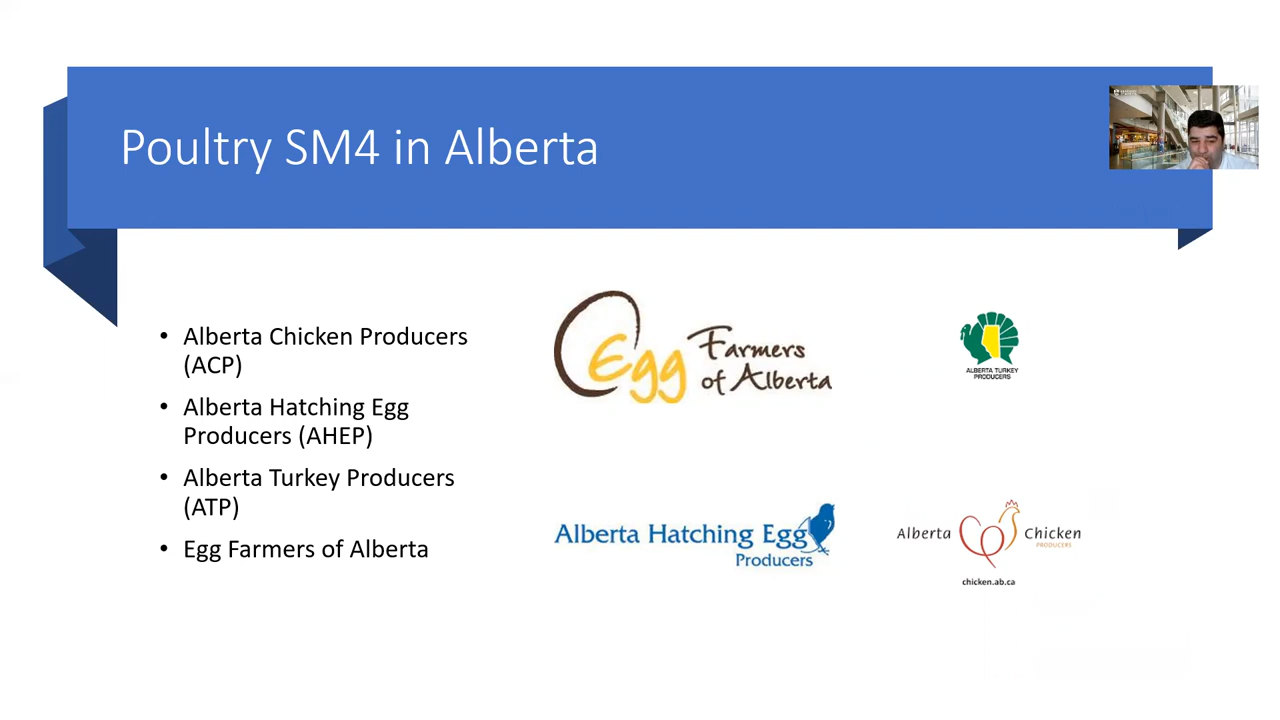 Poultry SM4 in Alberta
• Alberta Chicken Producers
(ACP)
• Alberta Hatching Egg
Producers (AHEP)
• Alberta Turkey Producers
(ATP)
• Egg Farmers of Alberta
Egg Farmers
of Alberta
ALBERTA TURKEY
PRODUCERS
Alberta Hatching Egg
Producers
Alberta Chicken
PRODUCERS
chicken.ab.ca